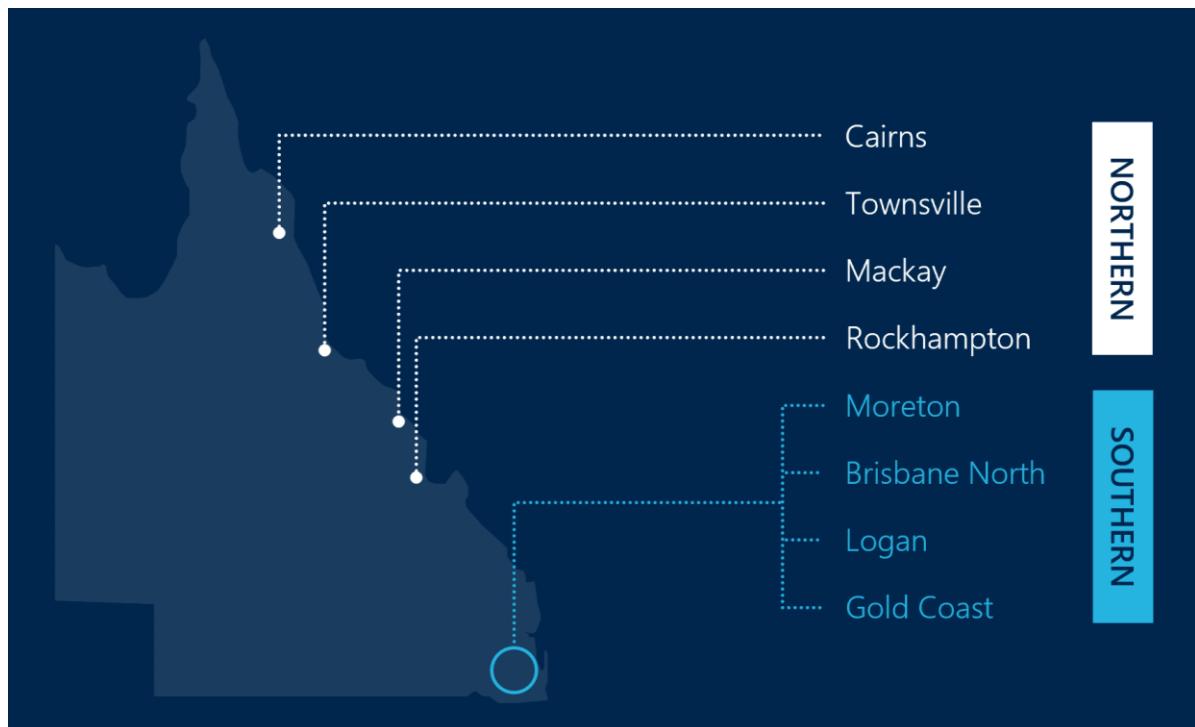 Cairns
Townsville
Mackay
Rockhampton
NORTHERN
Moreton
Brisbane North
Logan
Gold Coast
SOUTHERN